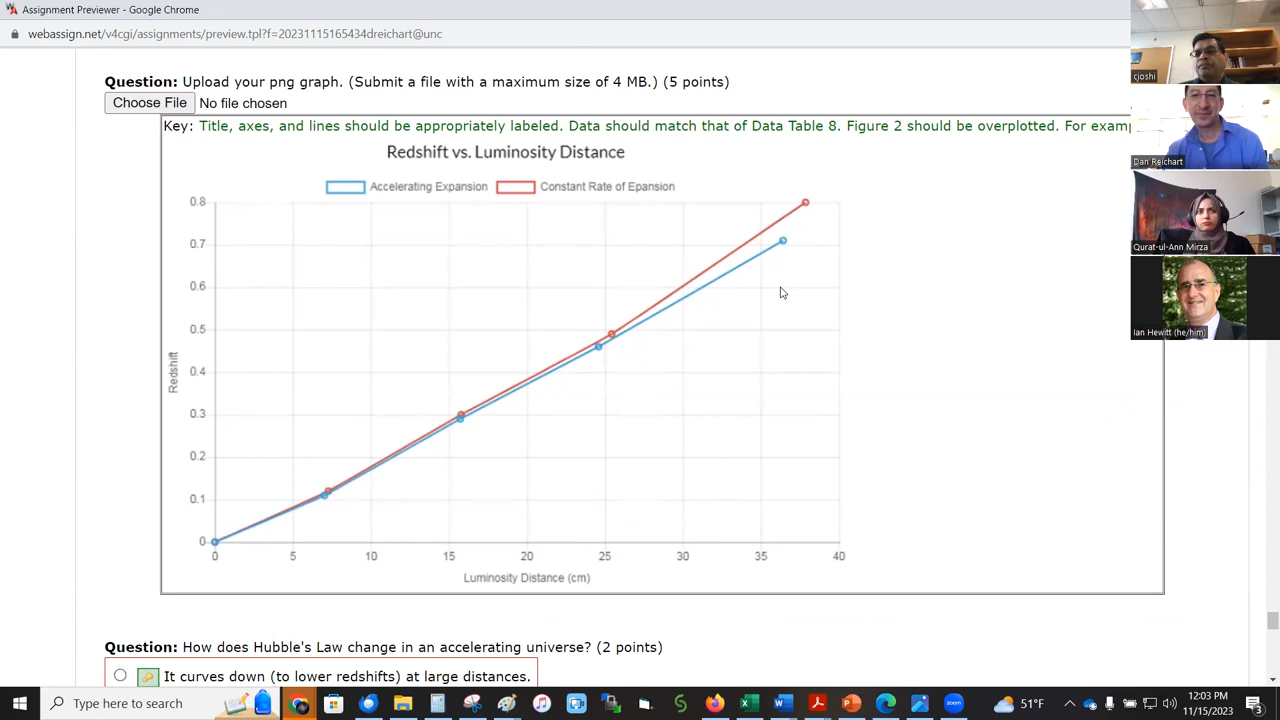 Assignment Previewer - Google Chrome
webassign.net/v4cgi/assignments/preview.tpl?f=20231115165434dreichart@unc
Question: Upload your png graph. (Submit a file with a maximum size of 4 MB.) (5 points)
Choose File No file chosen
Key: Title, axes, and lines should be appropriately labeled. Data should match that of Data Table 8. Figure 2 should be overplotted. For examp
Redshift vs. Luminosity Distance
Accelerating Expansion Constant Rate of Epansion
0.8
0.7
0.6
0.5
0.4
0.3
0.2
0.1
0
Redshift
0 5 10 15 20 25 30 35 40
Luminosity Distance (cm)
Question: How does Hubble's Law change in an accelerating universe? (2 points)
It curves down (to lower redshifts) at large distances.
cjoshi
Dan Reichart
Qurat-ul-Ann Mirza
Ian Hewitt (he/him)
Type here to search
zoom
51°F
12:03 PM
11/15/2023
3